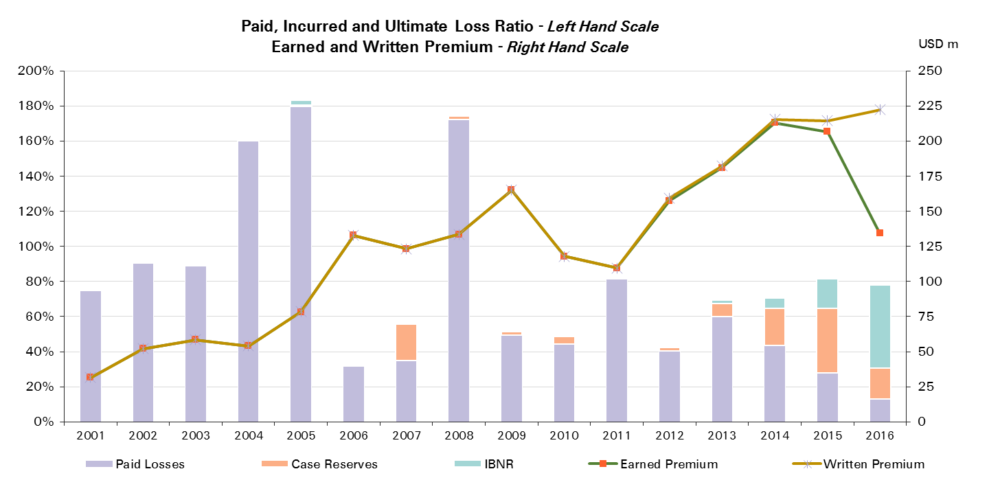 Paid, Incurred and Ultimate Loss Ratio - Left Hand Scale
Earned and Written Premium - Right Hand Scale
USD m
200% 250
180% 225
160% 200
140% 175
120% 150
100% 125
80% 100
60% 75
40% 50
20% 25
0% 0
2001 2002 2003 2004 2005 2006 2007 2008 2009 2010 2011 2012 2013 2014 2015 2016
Paid Losses Case Reserves IBNR Earned Premium Written Premium